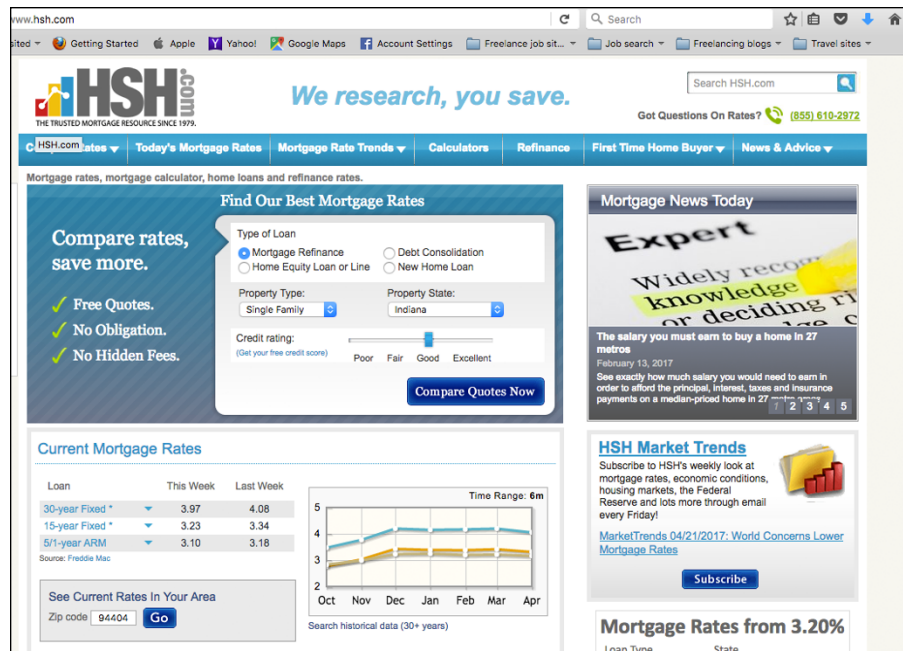 www.hsh.com
Search
sited
Getting Started
Apple
Yahoo!
Google Maps
Account Settings
Freelance job sit...
Job search
Freelancing blogs
Travel sites
HSH.com
THE TRUSTED MORTGAGE RESOURCE SINCE 1979.
We research, you save.
Search HSH.com
Got Questions On Rates? (855) 610-2972
HSH.com
ates
Today's Mortgage Rates
Mortgage Rate Trends
Calculators
Refinance
First Time Home Buyer
News & Advice
Mortgage rates, mortgage calculator, home loans and refinance rates.
Find Our Best Mortgage Rates
Compare rates,
save more.
✓ Free Quotes.
✓ No Obligation.
✓ No Hidden Fees.
Type of Loan
Mortgage Refinance
Debt Consolidation
Home Equity Loan or Line
New Home Loan
Property Type:
Property State:
Single Family
Indiana
Credit rating:
(Get your free credit score)
Poor Fair Good Excellent
Compare Quotes Now
Mortgage News Today
Expert
Widely recog
knowledge
or deciding ri
The salary you must earn to buy a home in 27
metros
February 13, 2017
See exactly how much salary you would need to earn in
order to afford the principal, interest, taxes and insurance
payments on a median-priced home in 27
1 2 3 4 5
Current Mortgage Rates
Loan This Week Last Week
30-year Fixed * 3.97 4.08
15-year Fixed * 3.23 3.34
5/1-year ARM 3.10 3.18
Source: Freddie Mac
See Current Rates In Your Area
Zip code 94404 Go
Time Range: 6m
5
4
3
2
Oct Nov Dec Jan Feb Mar Apr
Search historical data (30+ years)
HSH Market Trends
Subscribe to HSH's weekly look at
mortgage rates, economic conditions,
housing markets, the Federal
Reserve and lots more through email
every Friday!
MarketTrends 04/21/2017: World Concerns Lower
Mortgage Rates
Subscribe
Mortgage Rates from 3.20%
Loan Type State